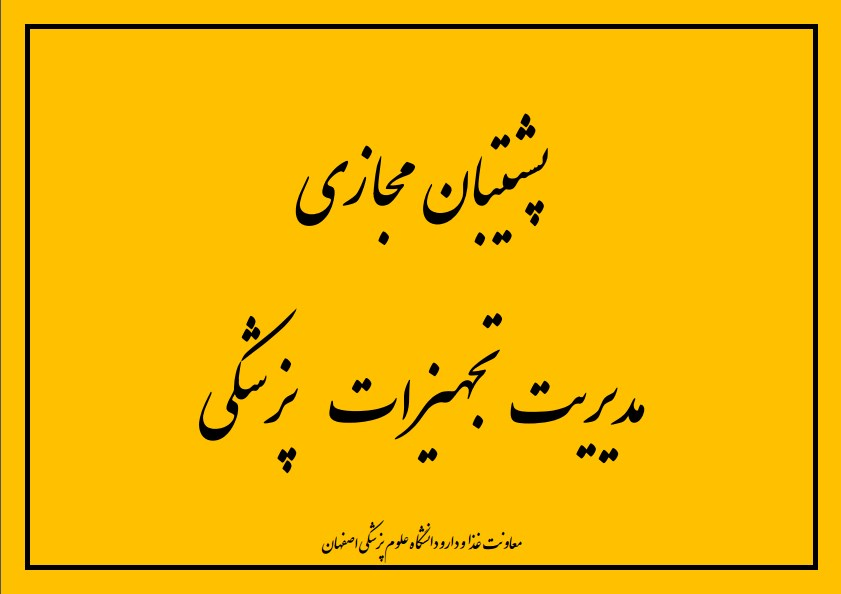 پشتیبان مجازی
مدیریت تجهیزات پزشکی
معاونت غذا و دارو دانشگاه علوم پزشکی اصفهان